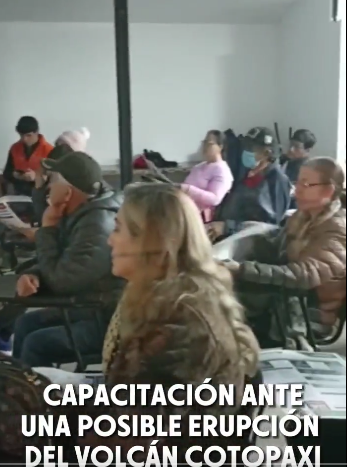 CAPACITACIÓN ANTE
UNA POSIBLE ERUPCIÓN
DEL VOLCÁN COTOPAXI